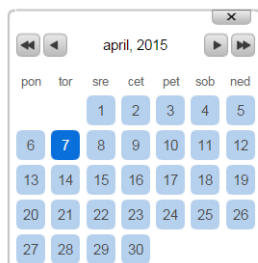 x
april, 2015
pon tor sre cet pet sob ned
1 2 3 4 5
6 7 8 9 10 11 12
13 14 15 16 17 18 19
20 21 22 23 24 25 26
27 28 29 30